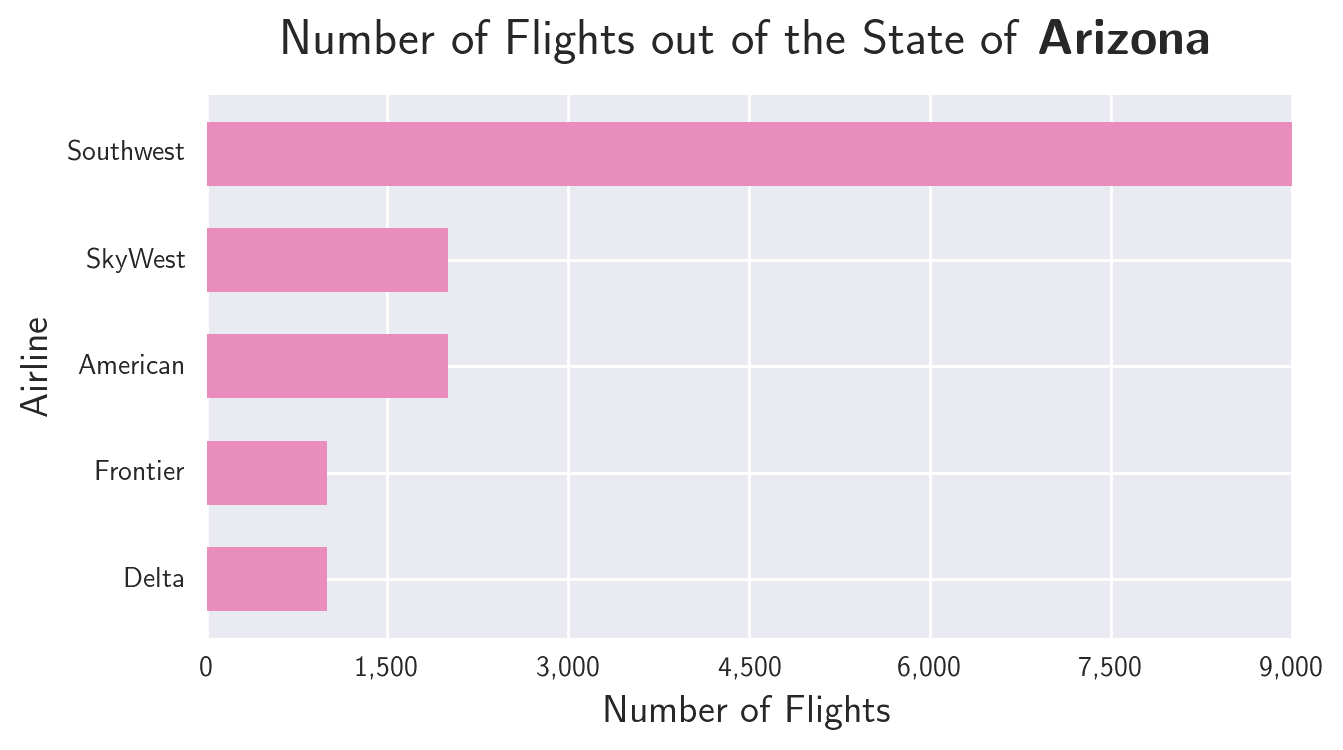 Number of Flights out of the State of Arizona
Southwest
SkyWest
American
Frontier
Delta
Airline
0 1,500 3,000 4,500 6,000 7,500 9,000
Number of Flights